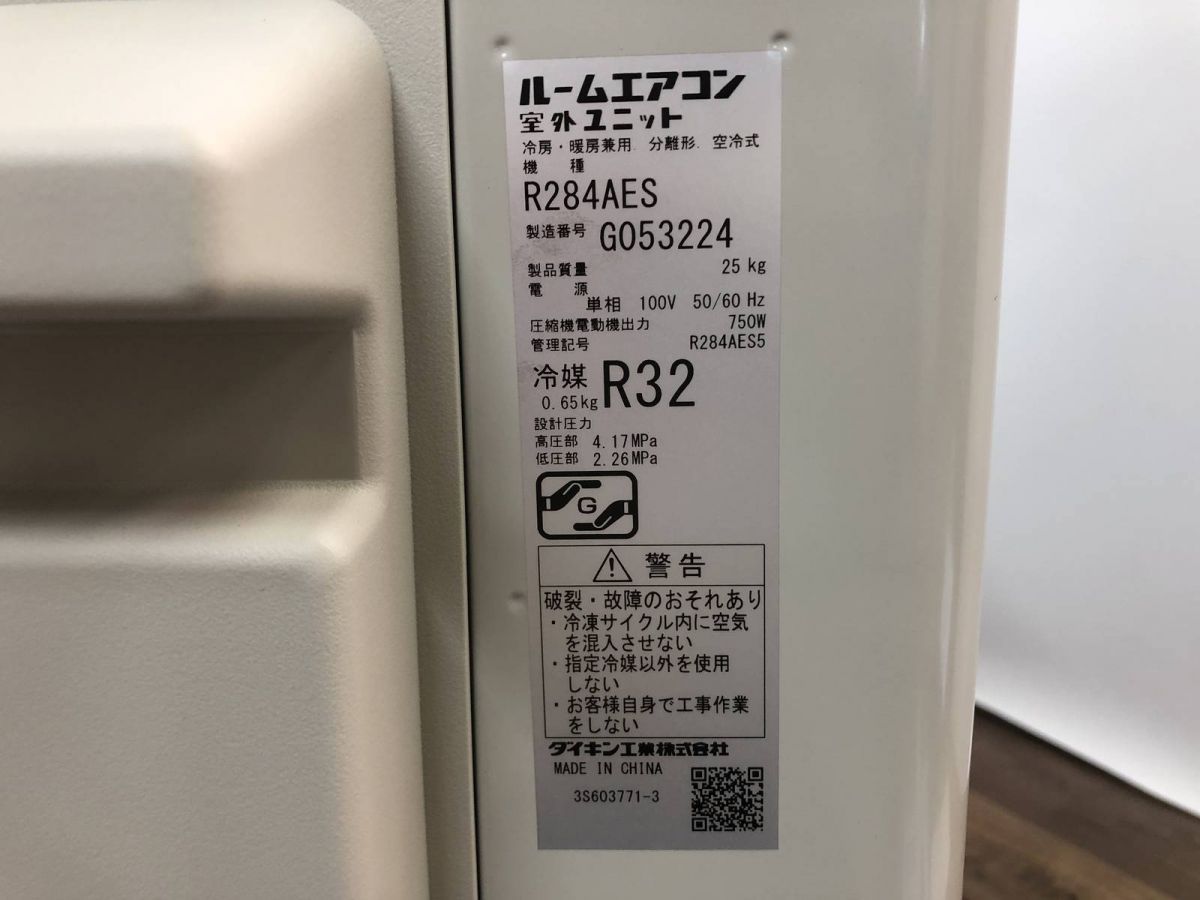 ルームエアコン
室外ユニット
冷房・暖房兼用. 分離形. 空冷式
機 種
R284AES
製造番号 G053224
製品質量 25 kg
電 源
単相 100V 50/60 Hz
圧縮機電動機出力 750W
管理記号 R284AES5
冷媒 R32
0.65kg
設計圧力
高圧部 4.17MPa
低圧部 2.26MPa
G
警告
破裂・故障のおそれあり
・冷凍サイクル内に空気
を混入させない
・指定冷媒以外を使用
しない
・お客様自身で工事作業
をしない
ダイキン工業株式会社
MADE IN CHINA
3S603771-3